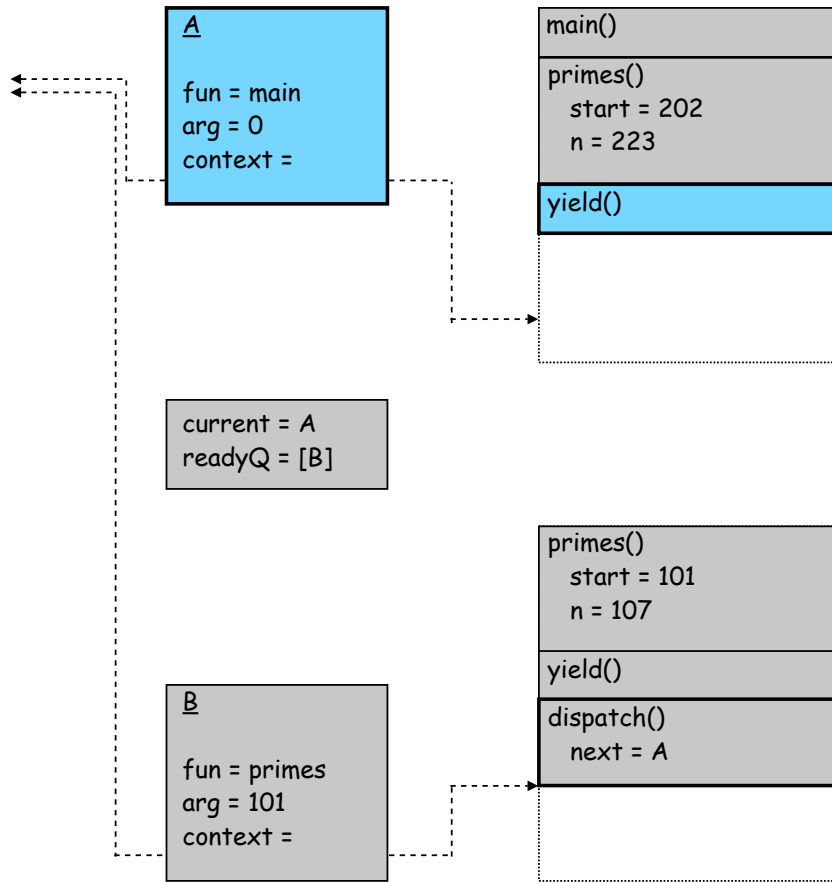 A
fun = main
arg = 0
context =
main()
primes()
start = 202
n = 223
yield()
current = A
readyQ = [B]
primes()
start = 101
n = 107
yield()
dispatch()
next = A
B
fun = primes
arg = 101
context =